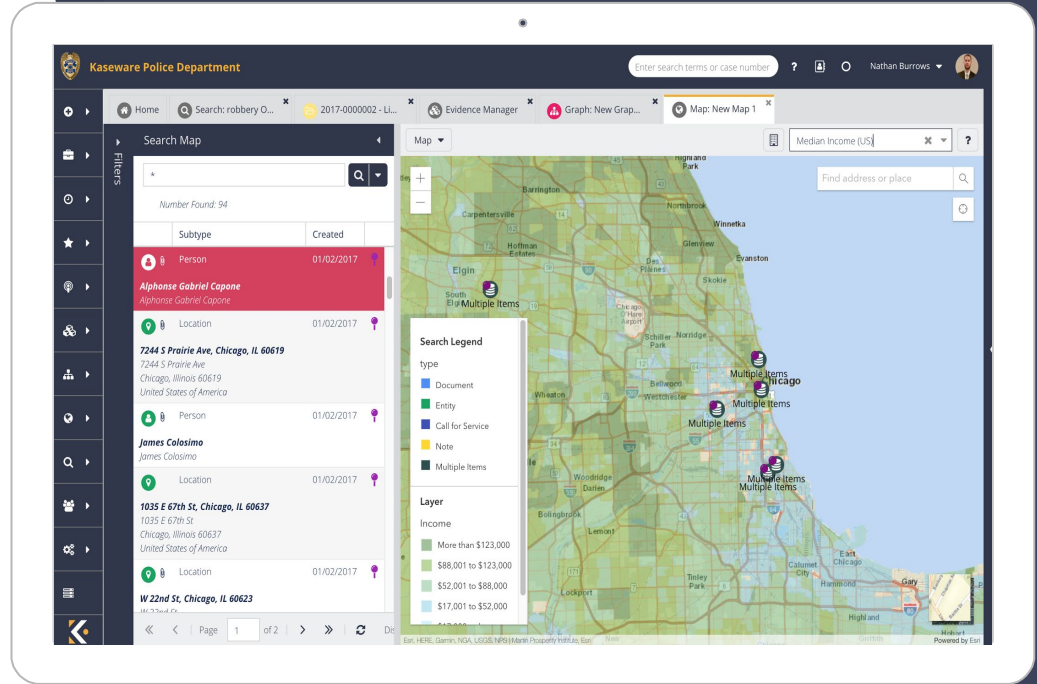 Kaseware Police Department
Enter search terms or case number
?
Nathan Burrows
Home
Search: robbery O...
2017-0000002 - Li...
Evidence Manager
Graph: New Grap...
Map: New Map 1
Filters
Search Map
Map
Median Income (US)
?
*
Number Found: 94
Subtype
Created
Person
01/02/2017
Alphonse Gabriel Capone
Alphonse Gabriel Capone
Location
01/02/2017
7244 S Prairie Ave, Chicago, IL 60619
7244 S Prairie Ave
Chicago, Illinois 60619
United States of America
Person
01/02/2017
James Colosimo
James Colosimo
Location
01/02/2017
1035 E 67th St, Chicago, IL 60637
1035 E 67th St
Chicago, Illinois 60637
United States of America
Location
01/02/2017
W 22nd St, Chicago, IL 60623
Page 1 of 2
Find address or place
Highland
Park
Barrington
Northbrook
Carpentersville
14
Winnetka
Hoffman
Estates
Glenview
Evanston
Des
Plaines
Elgin
Skokie
South
Elgin
Multiple Items
Chicago
O'Hare
Airport
Schiller
Park
Norridge
Multiple Items
Chicago
Bellwood
Multiple Items
Wheaton
Westchester
Multiple Items
Multiple Items
Multiple Items
Woodridge
Darien
Bolingbrook
Lemont
East
Chicago
Calumet
City
Hammond
Gary
Tinley
Park
Lockport
Highland
Hobart
Griffith
Search Legend
type
Document
Entity
Call for Service
Note
Multiple Items
Layer
Income
More than $123,000
$88,001 to $123,000
$52,001 to $88,000
$17,001 to $52,000
Esri, HERE, Garmin, NGA, USGS, NPS | Martin Prosperity Institute, Esri
Powered by Esri